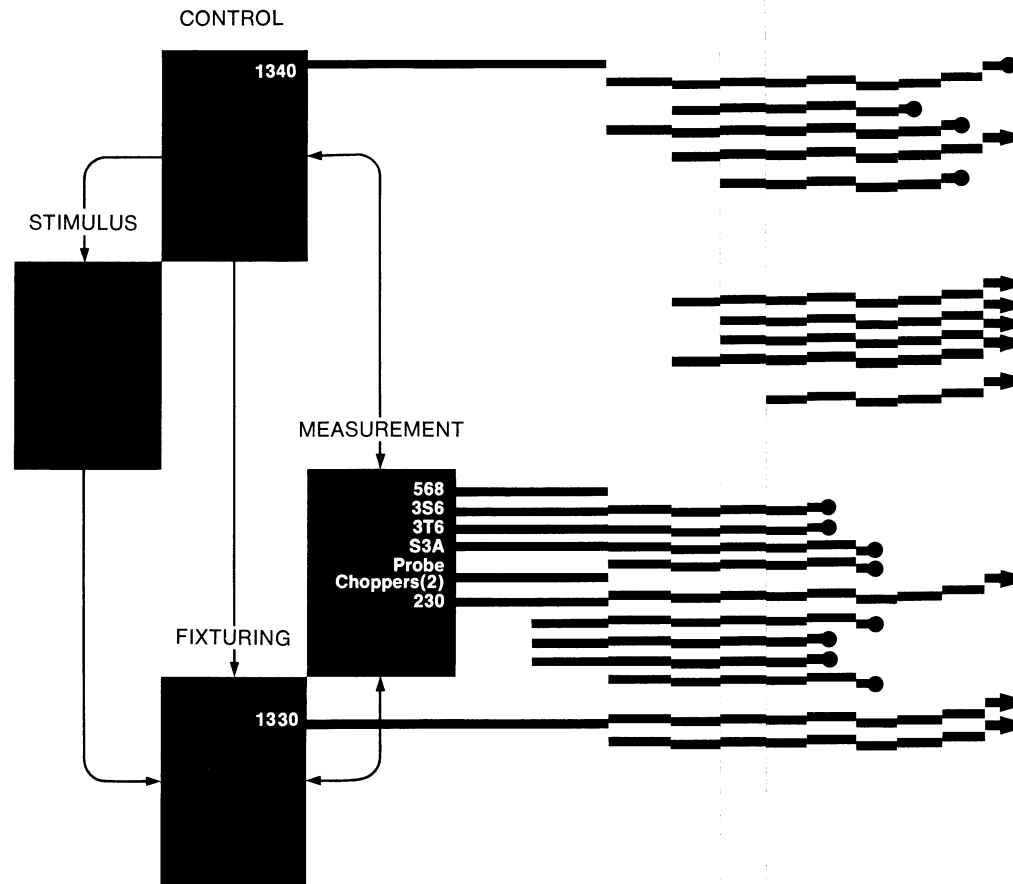 CONTROL
1340
STIMULUS
MEASUREMENT
568
3S6
3T6
S3A
Probe
Choppers(2)
230
FIXTURING
1330